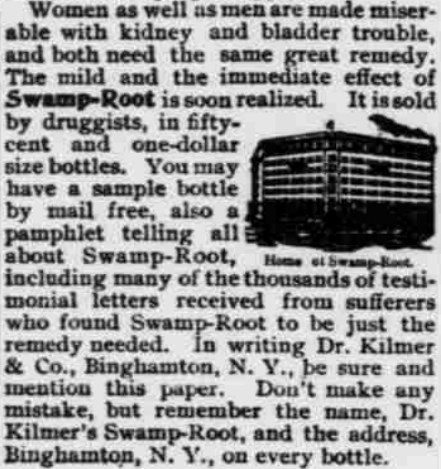 Women as well as men are made miser-
able with kidney and bladder trouble,
and both need the same great remedy.
The mild and the immediate effect of
Swamp-Root is soon realized. It is sold
by druggists, in fifty-
cent and one-dollar
size bottles. You may
have a sample bottle
by mail free, also a
pamphlet telling all
about Swamp-Root,
Home of Swamp-Root.
including many of the thousands of testi-
monial letters received from sufferers
who found Swamp-Root to be just the
remedy needed. In writing Dr. Kilmer
& Co., Binghamton, N. Y., be sure and
mention this paper. Don't make any
mistake, but remember the name, Dr.
Kilmer's Swamp-Root, and the address,
Binghamton, N. Y., on every bottle.